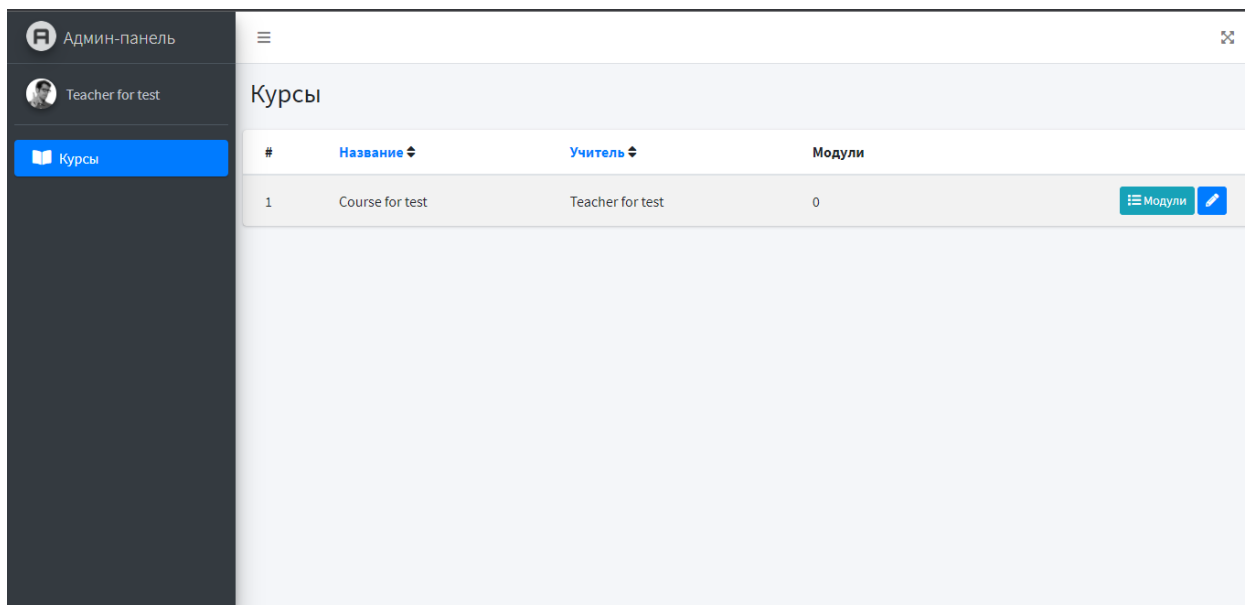 Админ-панель
Teacher for test
Курсы
Курсы
# Название Учитель Модули
1 Course for test Teacher for test 0 Модули